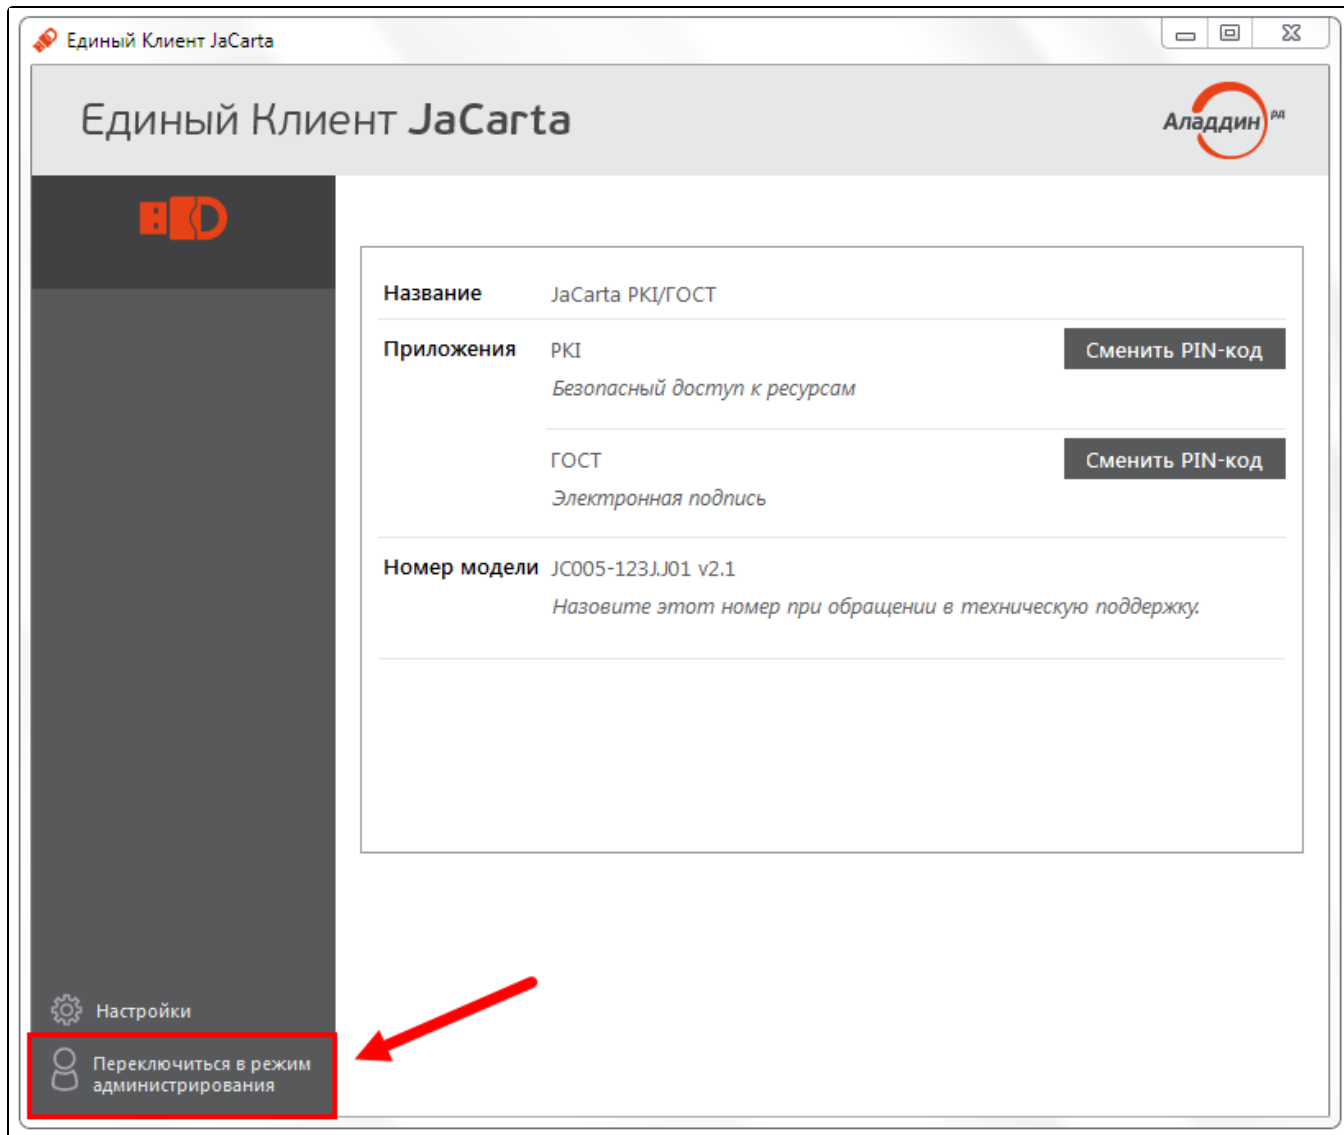 Единый Клиент JaCarta
Единый Клиент JaCarta
Аладдин РД
Название JaCarta PKI/ГОСТ
Приложения PKI Сменить PIN-код
Безопасный доступ к ресурсам
ГОСТ Сменить PIN-код
Электронная подпись
Номер модели JC005-123J.J01 v2.1
Назовите этот номер при обращении в техническую поддержку.
Настройки
Переключиться в режим
администрирования